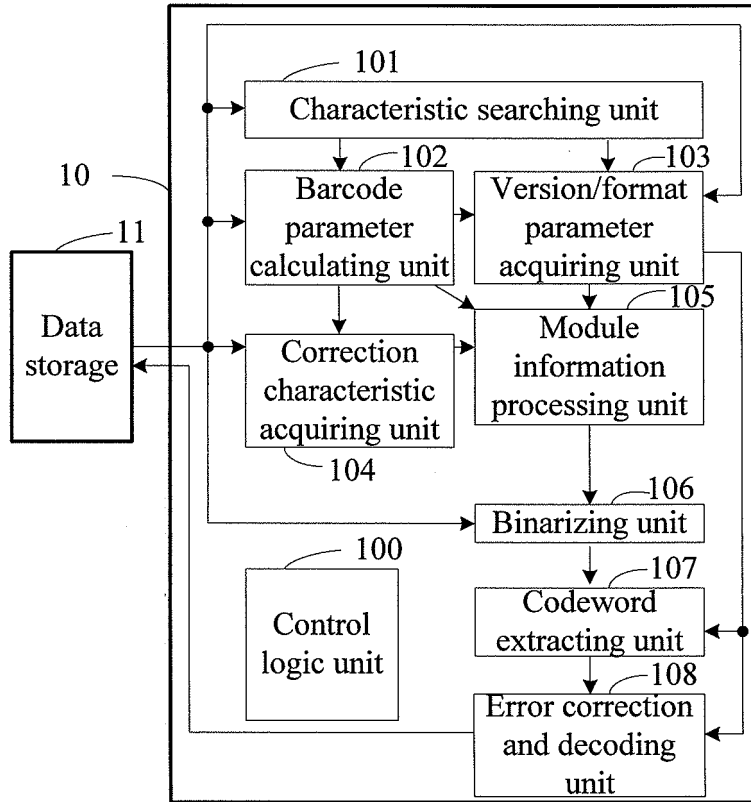 101
Characteristic searching unit
102
103
10
Barcode
parameter
calculating unit
Version/format
parameter
acquiring unit
11
105
Data
storage
Correction
characteristic
acquiring unit
Module
information
processing unit
104
106
Binarizing unit
100
107
Control
logic unit
Codeword
extracting unit
108
Error correction
and decoding
unit